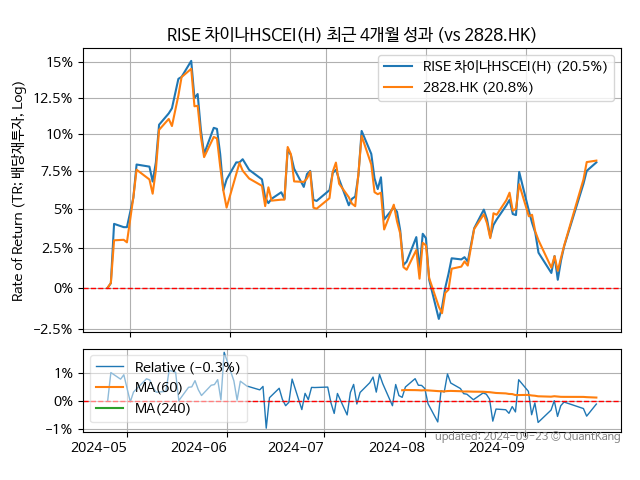 RISE 차이나HSCEI(H) 최근 4개월 성과 (vs 2828.HK)
Rate of Return (TR: 배당재투자, Log)
15%
12.5%
10%
7.5%
5%
2.5%
0%
−2.5%
RISE 차이나HSCEI(H) (20.5%)
2828.HK (20.8%)
1%
0%
−1%
Relative (−0.3%)
MA(60)
MA(240)
2024−05
2024−06
2024−07
2024−08
2024−09
updated: 2024−09−23 © QuantKang